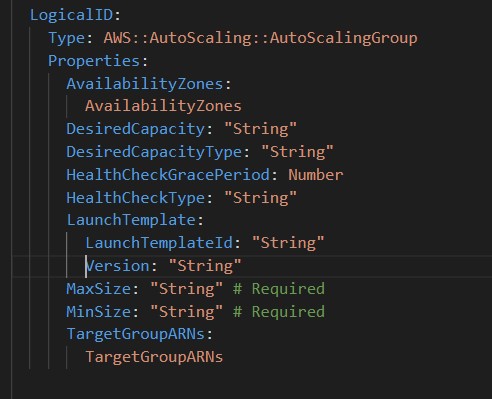 LogicalID:
Type: AWS::AutoScaling::AutoScalingGroup
Properties:
AvailabilityZones:
AvailabilityZones
DesiredCapacity: "String"
DesiredCapacityType: "String"
HealthCheckGracePeriod: Number
HealthCheckType: "String"
LaunchTemplate:
LaunchTemplateId: "String"
Version: "String"
MaxSize: "String" # Required
MinSize: "String" # Required
TargetGroupARNs:
TargetGroupARNs